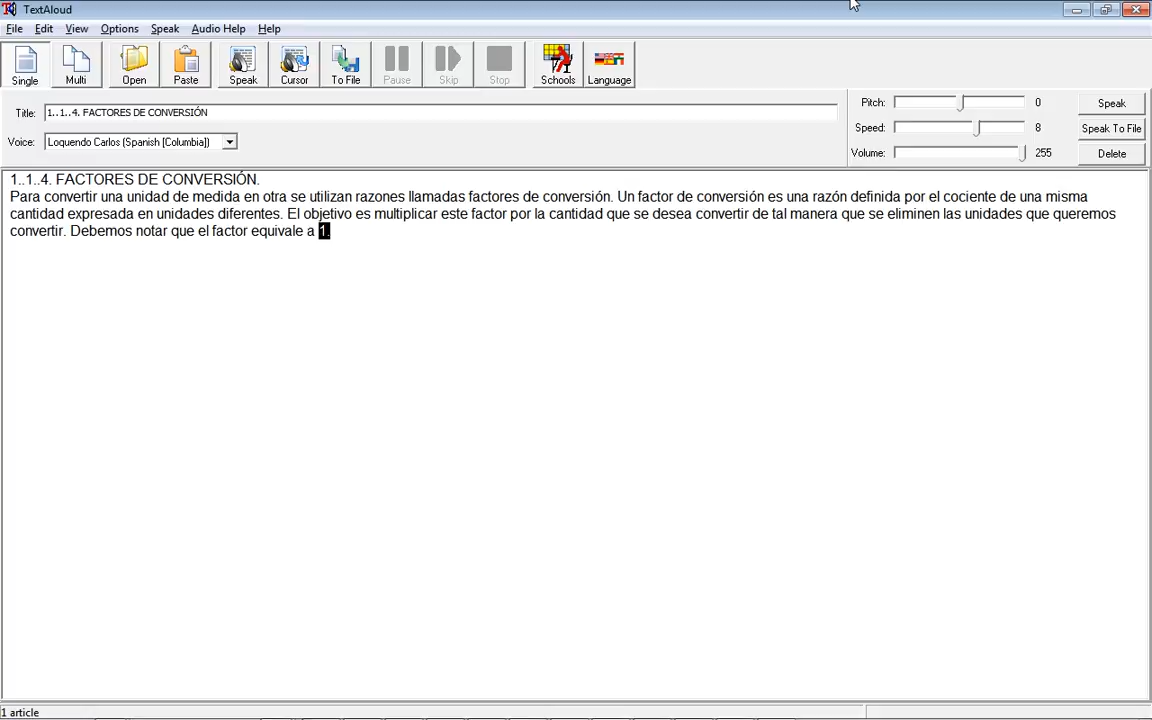 TextAloud
File Edit View Options Speak Audio Help Help
Single Multi Open Paste Speak Cursor To File Pause Skip Stop Schools Language
Title: 1..1..4. FACTORES DE CONVERSIÓN
Voice: Loquendo Carlos (Spanish [Columbia])
Pitch: 0 Speak
Speed: 8 Speak To File
Volume: 255 Delete
1..1..4. FACTORES DE CONVERSIÓN.
Para convertir una unidad de medida en otra se utilizan razones llamadas factores de conversión. Un factor de conversión es una razón definida por el cociente de una misma
cantidad expresada en unidades diferentes. El objetivo es multiplicar este factor por la cantidad que se desea convertir de tal manera que se eliminen las unidades que queremos
convertir. Debemos notar que el factor equivale a 1.
1 article